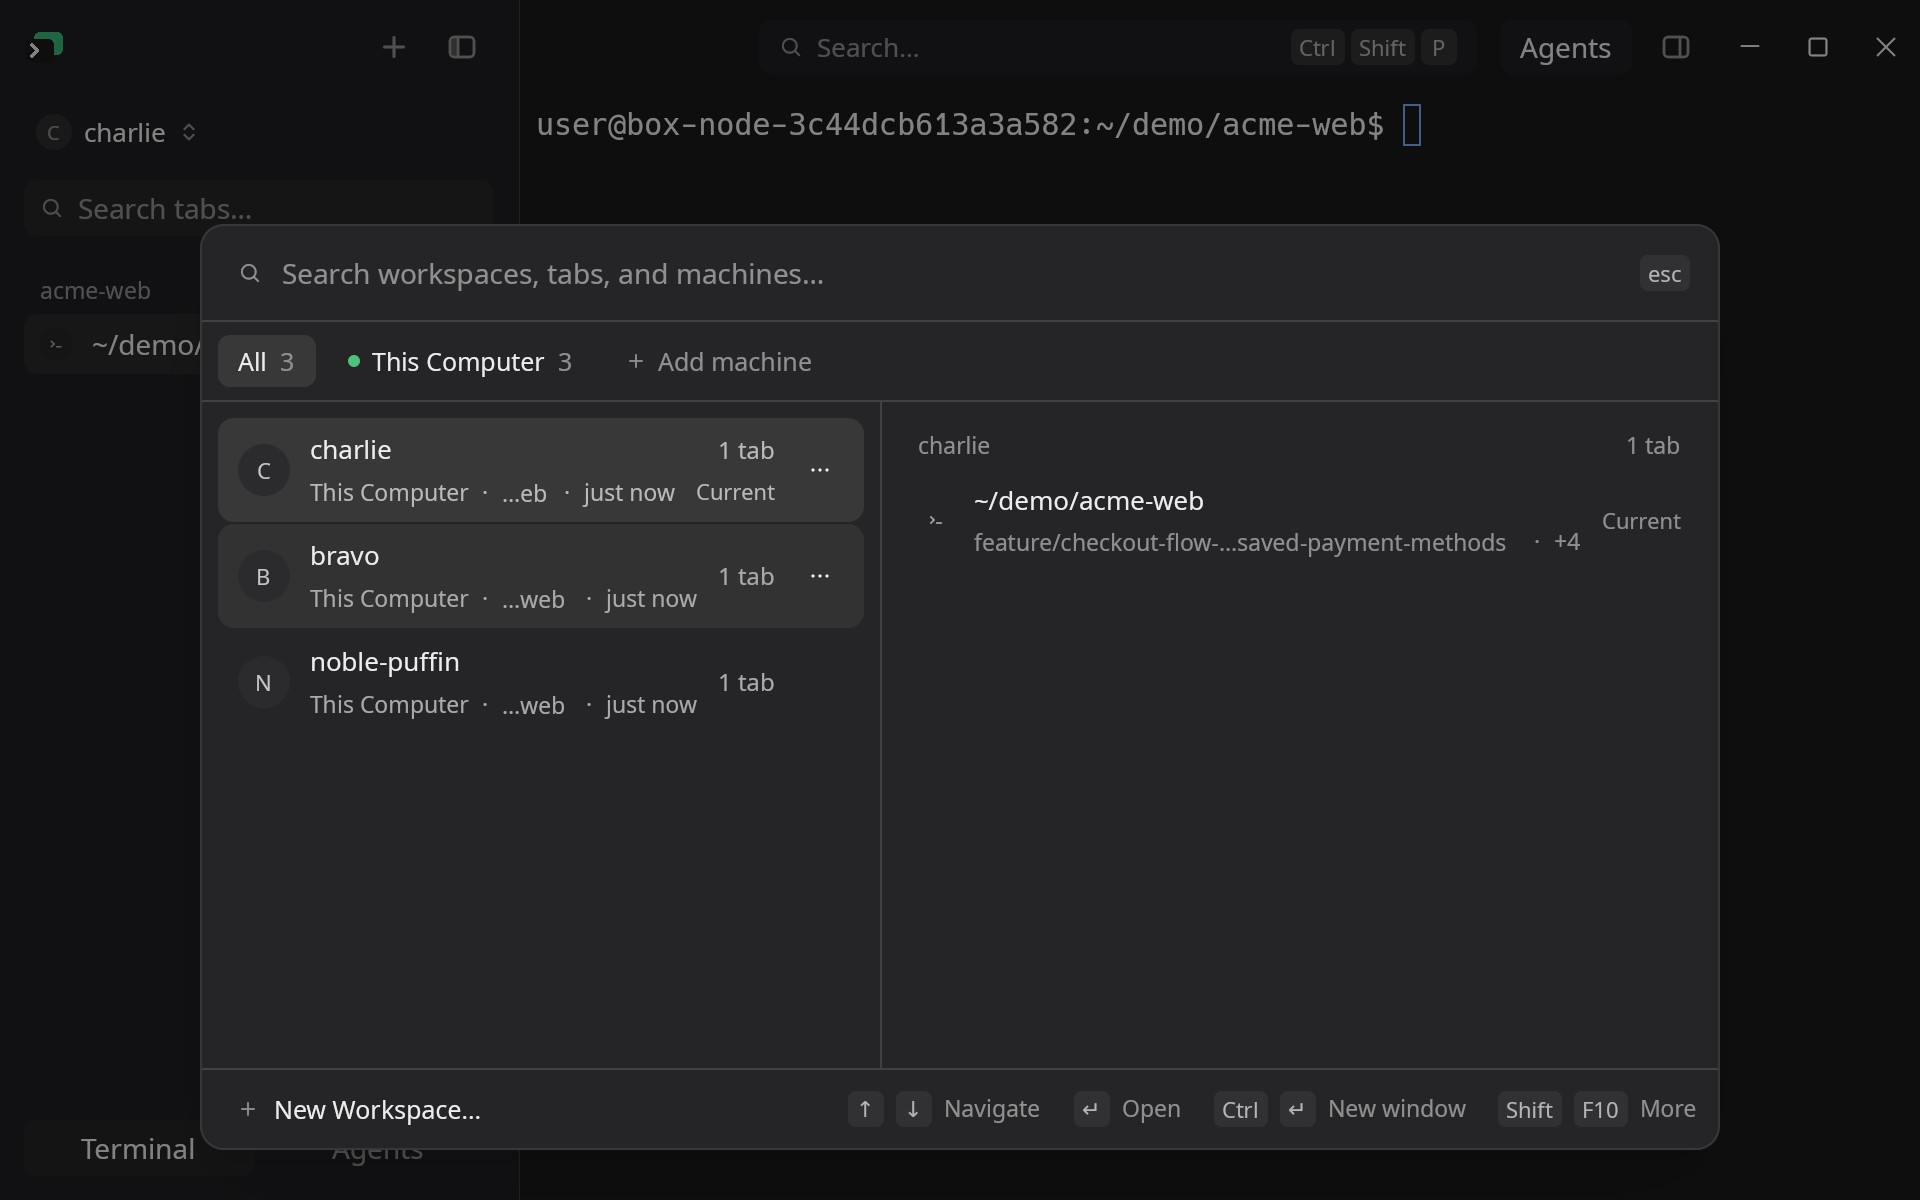 Search...
Ctrl Shift P
Agents
C charlie
user@box-node-3c44dcb613a3a582:~/demo/acme-web$
Search tabs...
acme-web
~/demo/
Search workspaces, tabs, and machines...
esc
All 3
This Computer 3
+ Add machine
C
charlie
1 tab
This Computer · ...eb · just now
Current
B
bravo
1 tab
This Computer · ...web · just now
N
noble-puffin
1 tab
This Computer · ...web · just now
charlie
1 tab
~/demo/acme-web
feature/checkout-flow-...saved-payment-methods · +4
Current
+ New Workspace...
↑ ↓ Navigate
↵ Open
Ctrl ↵ New window
Shift F10 More
Terminal
Agents